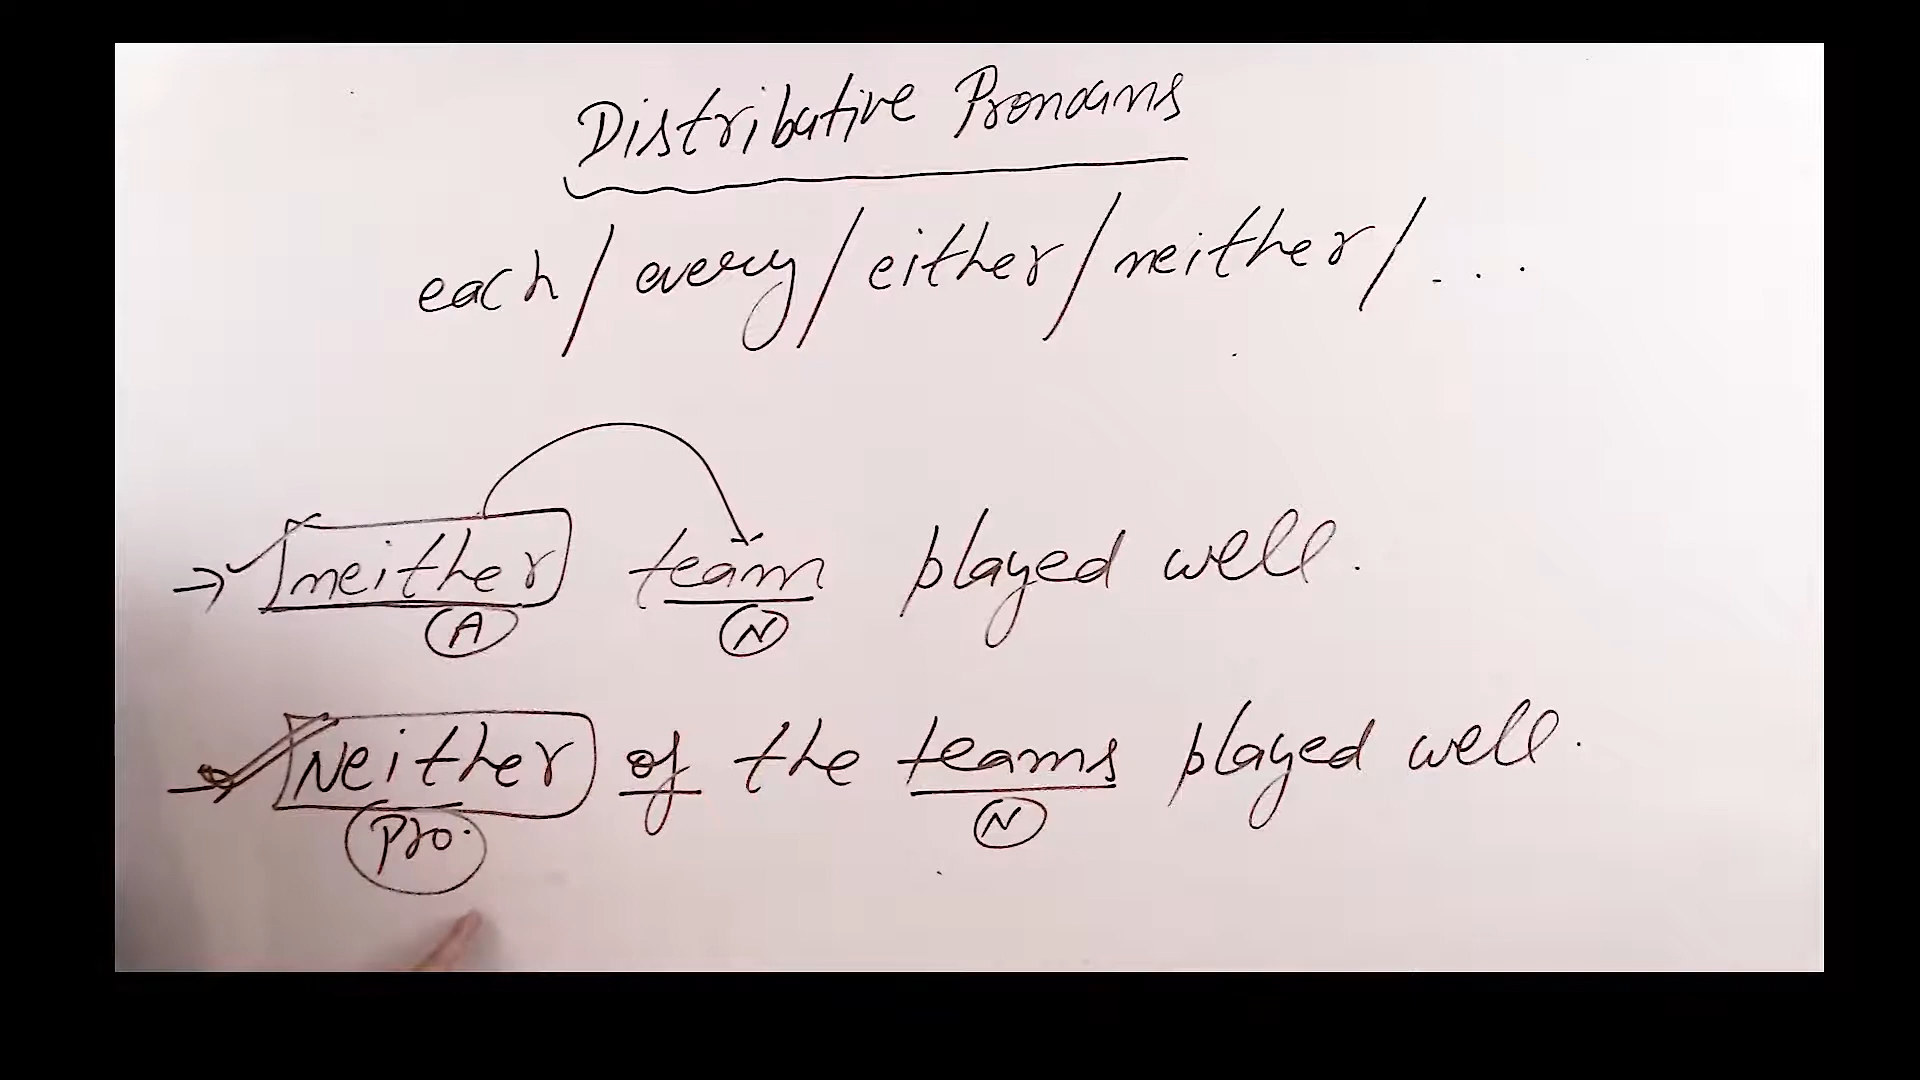 Distributive Pronouns
each / every / either / neither / ....
→ neither team played well.
A N
→ Neither of the teams played well.
Pro. N